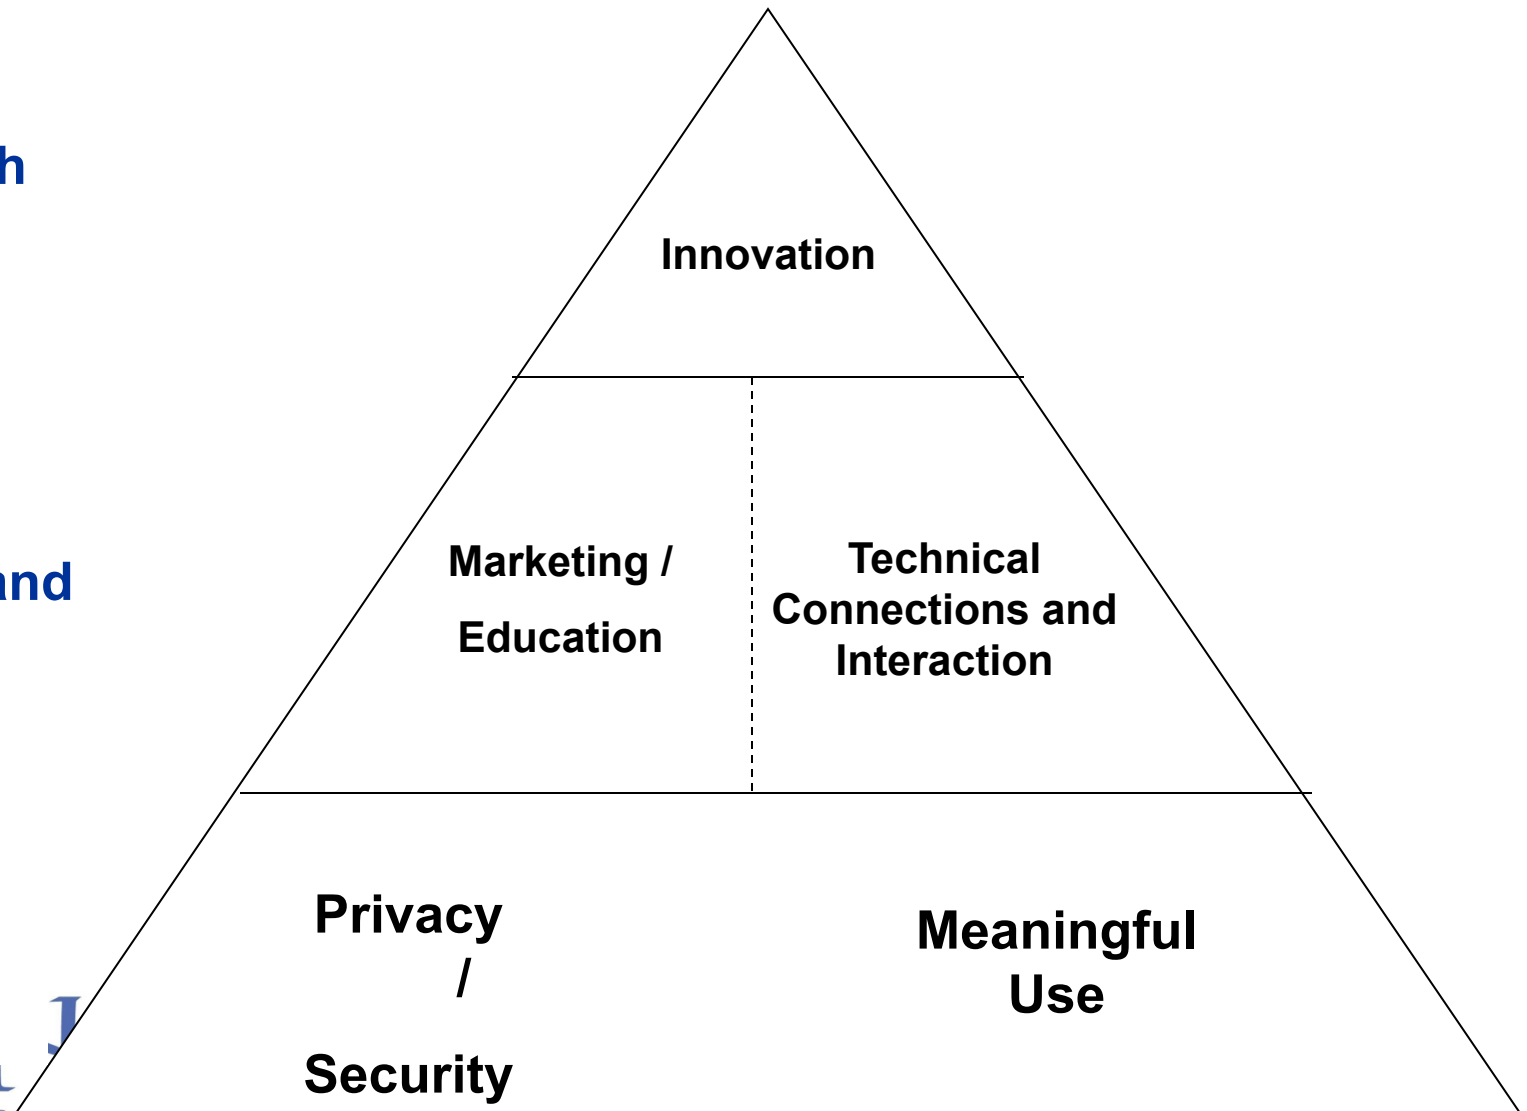 Innovation
Marketing /
Education
Technical
Connections and
Interaction
Privacy
/
Security
Meaningful
Use